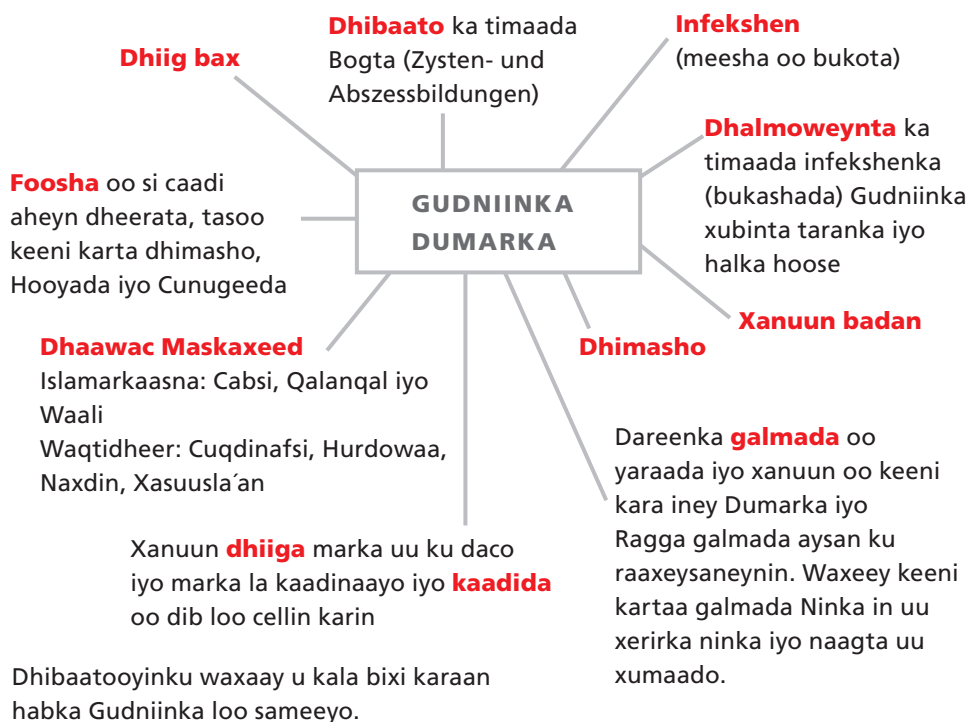 Dhiig bax
Dhibaato ka timaada
Bogta (Zysten- und
Abszessbildungen)
Infekshen
(meesha oo bukota)
Dhalmoweynta ka
timaada infekshenka
(bukashada) Gudniinka
xubinta taranka iyo
halka hoose
Foosha oo si caadi
aheyn dheerata, tasoo
keeni karta dhimasho,
Hooyada iyo Cunugeeda
GUDNIINKA
DUMARKA
Xanuun badan
Dhimasho
Dhaawac Maskaxeed
Islamarkaasna: Cabsi, Qalanqal iyo
Waali
Waqtidheer: Cuqdinafsi, Hurdowaa,
Naxdin, Xasuusla´an
Dareenka galmada oo
yaraada iyo xanuun oo keeni
kara iney Dumarka iyo
Ragga galmada aysan ku
raaxeysaneynin. Waxeey keeni
kartaa galmada Ninka in uu
xerirka ninka iyo naagta uu
xumaado.
Xanuun dhiiga marka uu ku daco
iyo marka la kaadinaayo iyo kaadida
oo dib loo cellin karin
Dhibaatooyinku waxaay u kala bixi karaan
habka Gudniinka loo sameeyo.